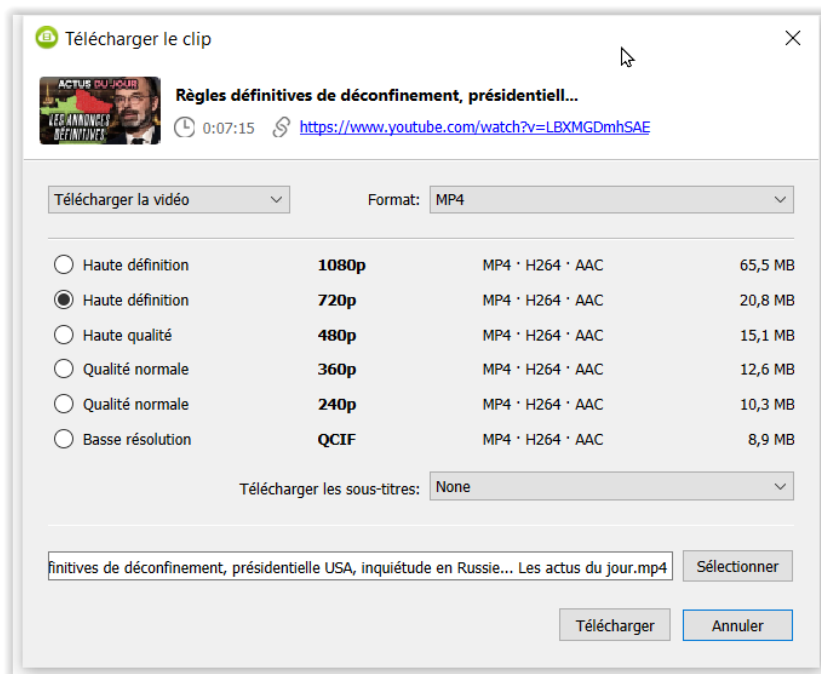 Télécharger le clip
ACTUS DU JOUR
LES ANNONCES
DÉFINITIVES
Règles définitives de déconfinement, présidentiell...
0:07:15 https://www.youtube.com/watch?v=LBXMGDmhSAE
Télécharger la vidéo Format: MP4
Haute définition 1080p MP4 · H264 · AAC 65,5 MB
Haute définition 720p MP4 · H264 · AAC 20,8 MB
Haute qualité 480p MP4 · H264 · AAC 15,1 MB
Qualité normale 360p MP4 · H264 · AAC 12,6 MB
Qualité normale 240p MP4 · H264 · AAC 10,3 MB
Basse résolution QCIF MP4 · H264 · AAC 8,9 MB
Télécharger les sous-titres: None
finitives de déconfinement, présidentielle USA, inquiétude en Russie... Les actus du jour.mp4 Sélectionner
Télécharger Annuler